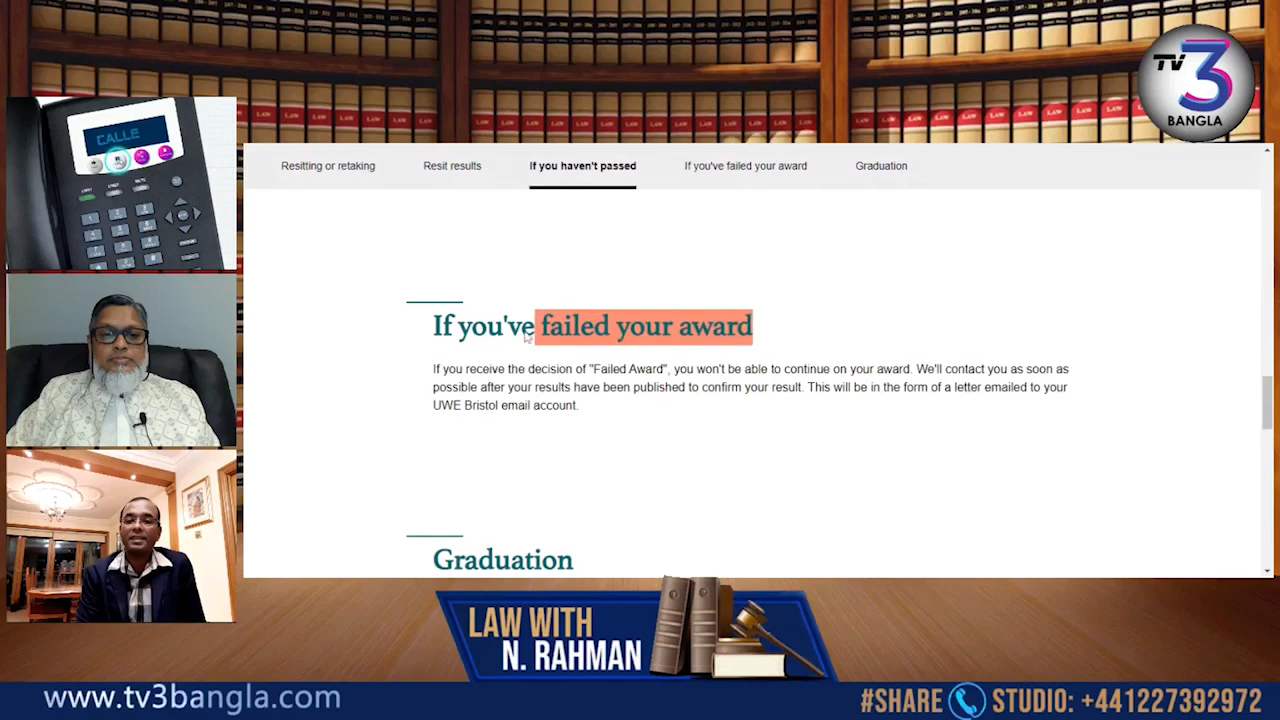 TV3
BANGLA
CALLE
Resitting or retaking
Resit results
If you haven't passed
If you've failed your award
Graduation
If you've failed your award
If you receive the decision of "Failed Award", you won't be able to continue on your award. We'll contact you as soon as
possible after your results have been published to confirm your result. This will be in the form of a letter emailed to your
UWE Bristol email account.
Graduation
LAW WITH
N. RAHMAN
www.tv3bangla.com
#SHARE
STUDIO: +441227392972